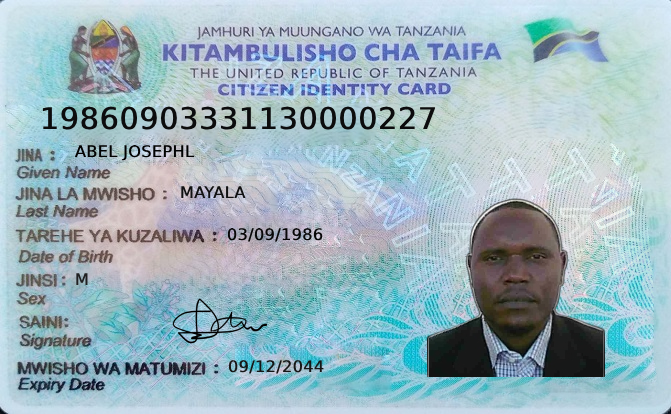 JAMHURI YA MUUNGANO WA TANZANIA
KITAMBULISHO CHA TAIFA
THE UNITED REPUBLIC OF TANZANIA
CITIZEN IDENTITY CARD
19860903331130000227
JINA : ABEL JOSEPHL
Given Name
JINA LA MWISHO : MAYALA
Last Name
TAREHE YA KUZALIWA : 03/09/1986
Date of Birth
JINSI : M
Sex
SAINI:
Signature
MWISHO WA MATUMIZI : 09/12/2044
Expiry Date